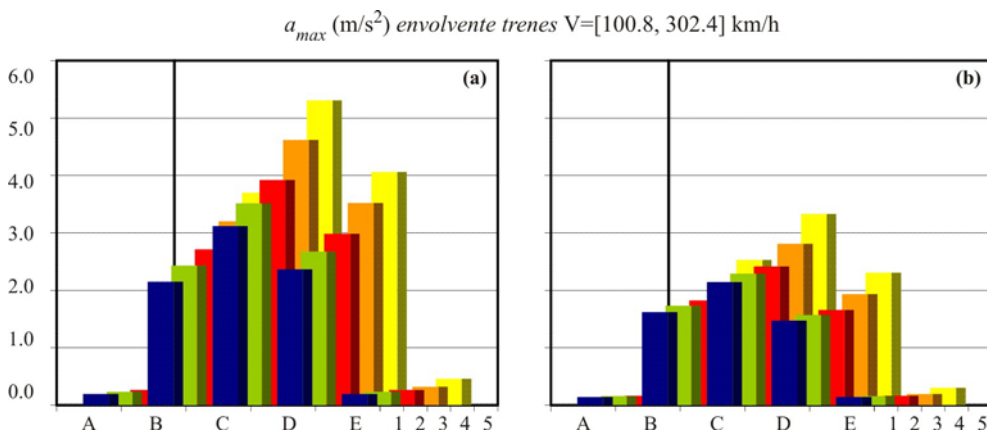 a_max (m/s²) envolvente trenes V=[100.8, 302.4] km/h
(a)
6.0
5.0
4.0
3.0
2.0
1.0
0.0
A B C D E 1 2 3 4 5
(b)
A B C D E 1 2 3 4 5